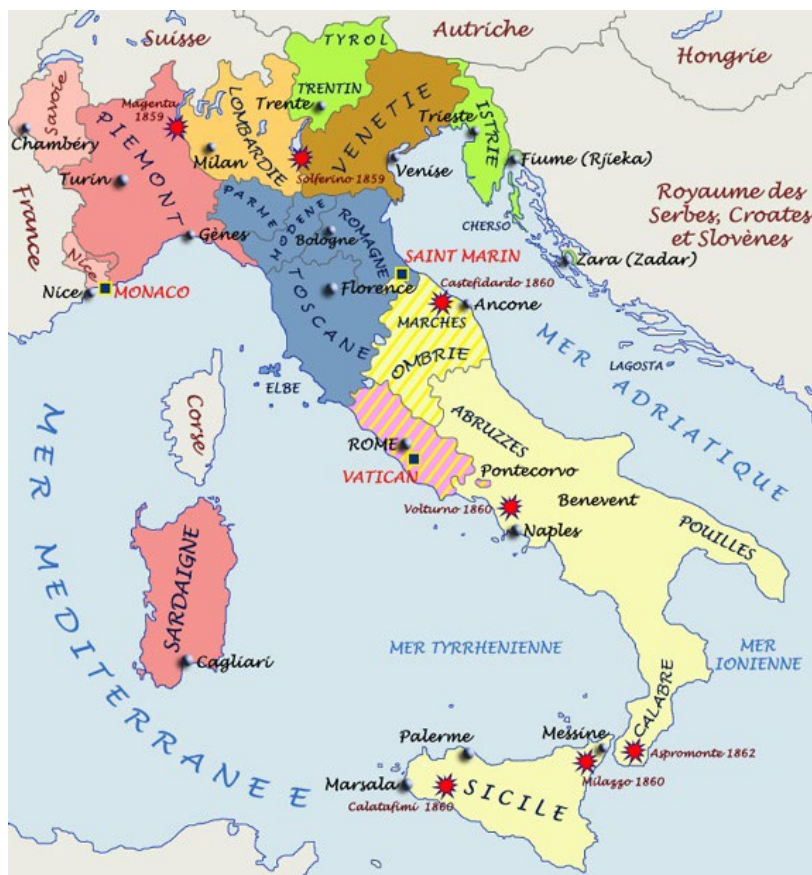 Suisse
Autriche
Hongrie
TYROL
TRENTIN
Trente
Savoie
Chambéry
Magenta
1859
PIEMONT
LOMBARDIE
Milan
Turin
Solferino 1859
VENETIE
Venise
Trieste
ISTRIE
Fiume (Rjieka)
CHERSO
Royaume des
Serbes, Croates
et Slovènes
Zara (Zadar)
France
Nice
Nice
MONACO
Gênes
PARME
MODENE
ROMAGNE
Bologne
Florence
TOSCANE
SAINT MARIN
Castefidardo 1860
Ancone
MARCHES
OMBRIE
ELBE
LAGOSTA
MER ADRIATIQUE
Corse
ROME
VATICAN
ABRUZZES
Pontecorvo
Volturno 1860
Benevent
Naples
POUILLES
SARDAIGNE
Cagliari
MER MEDITERRANEE
MER TYRRHENIENNE
MER
IONIENNE
CALABRE
Palerme
Messine
Aspromonte 1862
Milazzo 1860
Marsala
Calatafimi 1860
SICILE